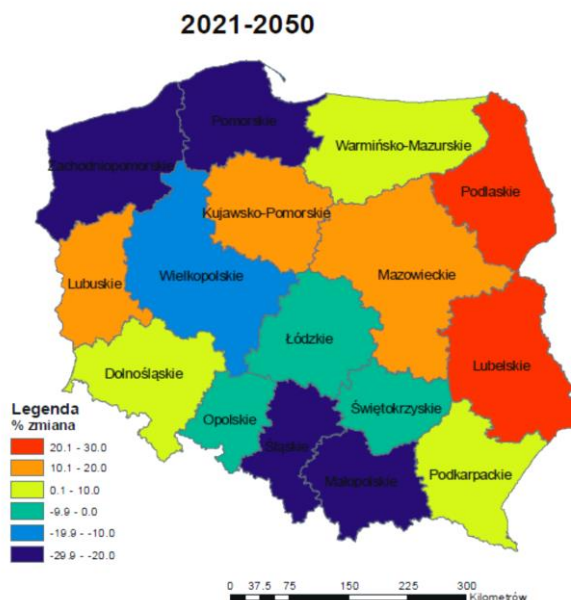 2021-2050
Pomorskie
Warmińsko-Mazurskie
Zachodniopomorskie
Podlaskie
Kujawsko-Pomorskie
Wielkopolskie
Mazowieckie
Lubuskie
Łódzkie
Lubelskie
Dolnośląskie
Opolskie
Świętokrzyskie
Śląskie
Podkarpackie
Małopolskie
Legenda
% zmiana
20.1 - 30.0
10.1 - 20.0
0.1 - 10.0
-9.9 - 0.0
-19.9 - -10.0
-29.9 - -20.0
0 37.5 75 150 225 300
Kilometrów